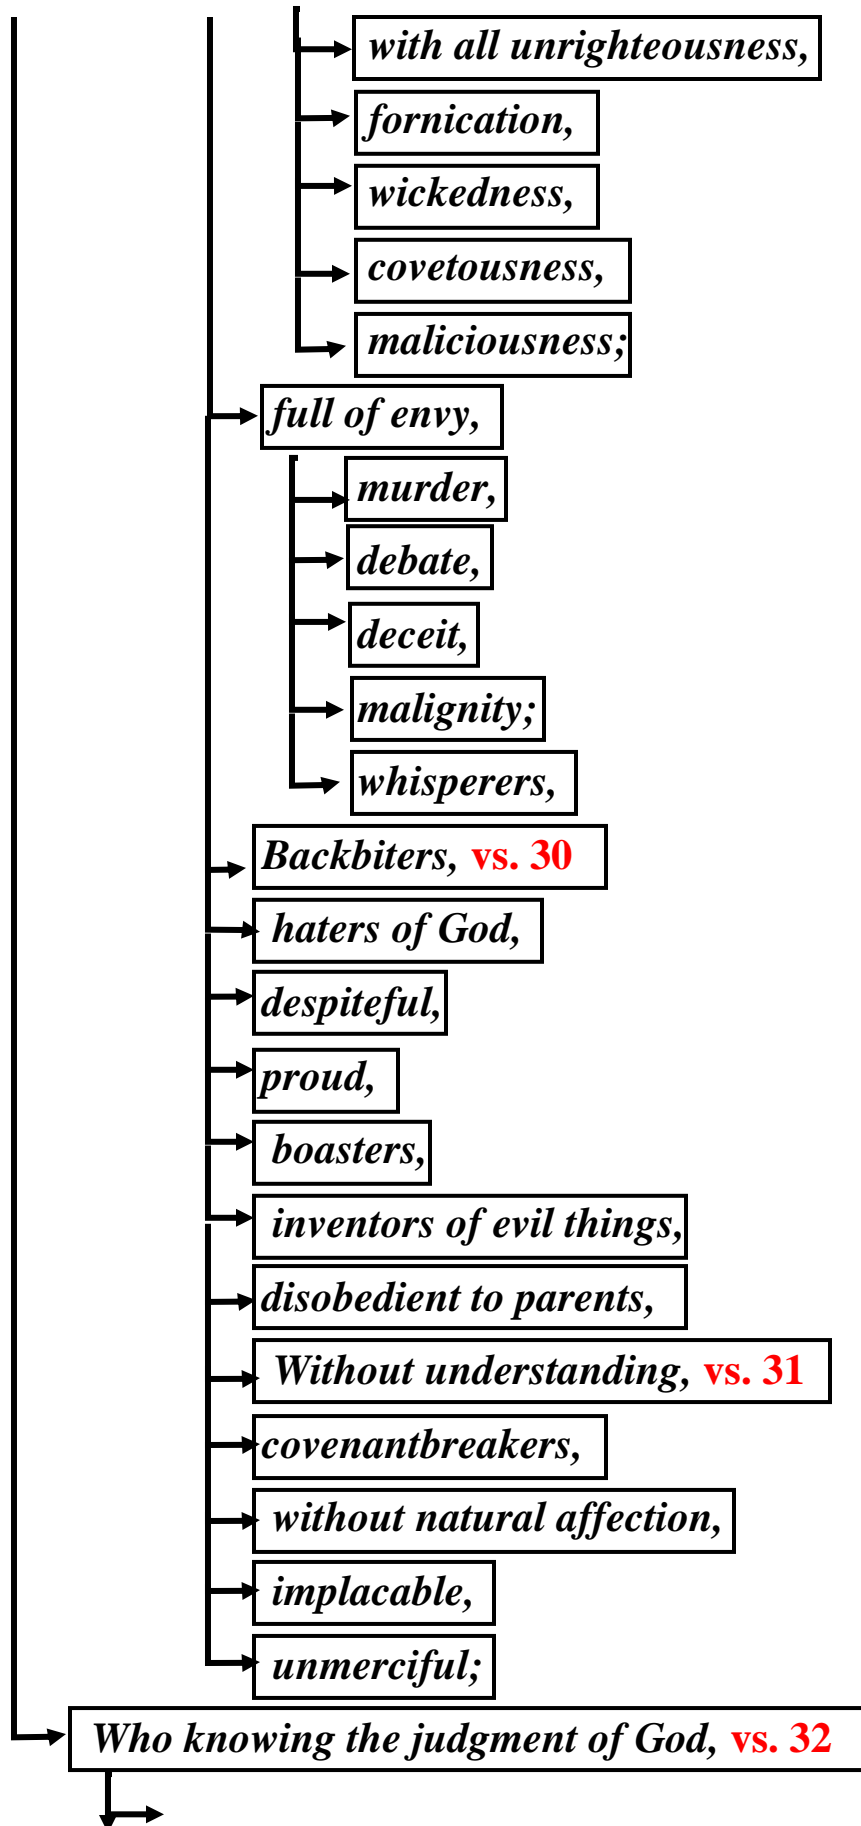 with all unrighteousness,
fornication,
wickedness,
covetousness,
maliciousness;
full of envy,
murder,
debate,
deceit,
malignity;
whisperers,
Backbiters, vs. 30
haters of God,
despiteful,
proud,
boasters,
inventors of evil things,
disobedient to parents,
Without understanding, vs. 31
covenantbreakers,
without natural affection,
implacable,
unmerciful;
Who knowing the judgment of God, vs. 32